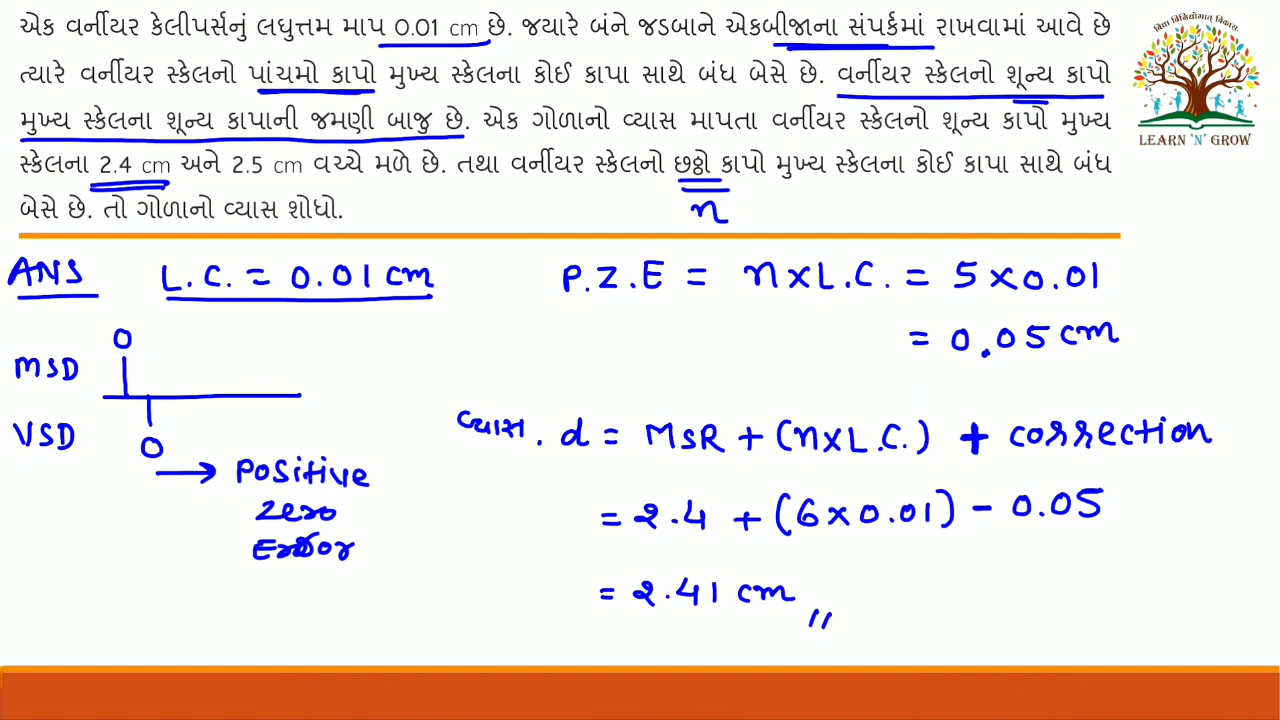 એક વર્નીયર કેલીપર્સનું લઘુત્તમ માપ 0.01 cm છે. જયારે બંને જડબાને એકબીજાના સંપર્કમાં રાખવામાં આવે છે
ત્યારે વર્નીયર સ્કેલનો પાંચમો કાપો મુખ્ય સ્કેલના કોઈ કાપા સાથે બંધ બેસે છે. વર્નીયર સ્કેલનો શૂન્ય કાપો
મુખ્ય સ્કેલના શૂન્ય કાપાની જમણી બાજુ છે. એક ગોળાનો વ્યાસ માપતા વર્નીયર સ્કેલનો શૂન્ય કાપો મુખ્ય
સ્કેલના 2.4 cm અને 2.5 cm વચ્ચે મળે છે. તથા વર્નીયર સ્કેલનો છઠ્ઠો કાપો મુખ્ય સ્કેલના કોઈ કાપા સાથે બંધ
બેસે છે. તો ગોળાનો વ્યાસ શોધો.
n
विद्या विनियोगात् विकासः
LEARN 'N' GROW
ANS L.C. = 0.01 cm
P.Z.E = n×L.C. = 5×0.01
= 0.05 cm
0
MSD
VSD
0
Positive
Zero
Error
વ્યાસ. d = MSR + (n×L.C.) + correction
= 2.4 + (6×0.01) - 0.05
= 2.41 cm,,